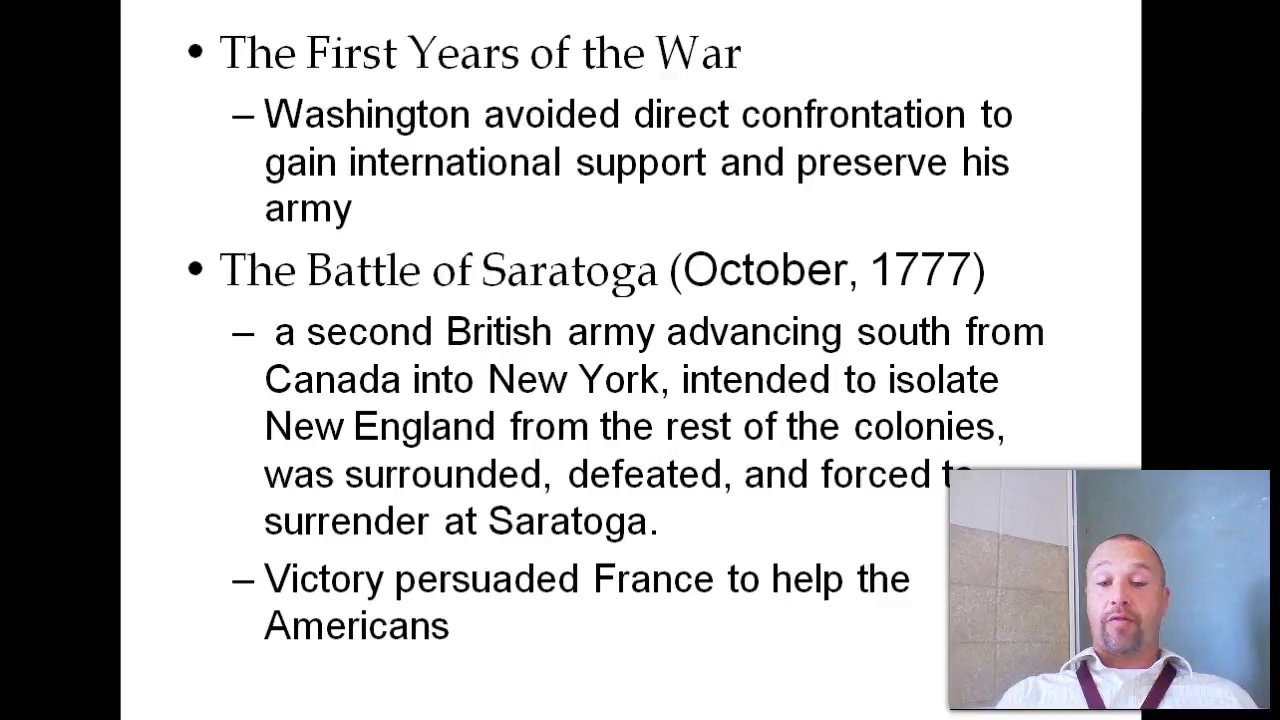 • The First Years of the War
– Washington avoided direct confrontation to
gain international support and preserve his
army
• The Battle of Saratoga (October, 1777)
– a second British army advancing south from
Canada into New York, intended to isolate
New England from the rest of the colonies,
was surrounded, defeated, and forced to
surrender at Saratoga.
– Victory persuaded France to help the
Americans